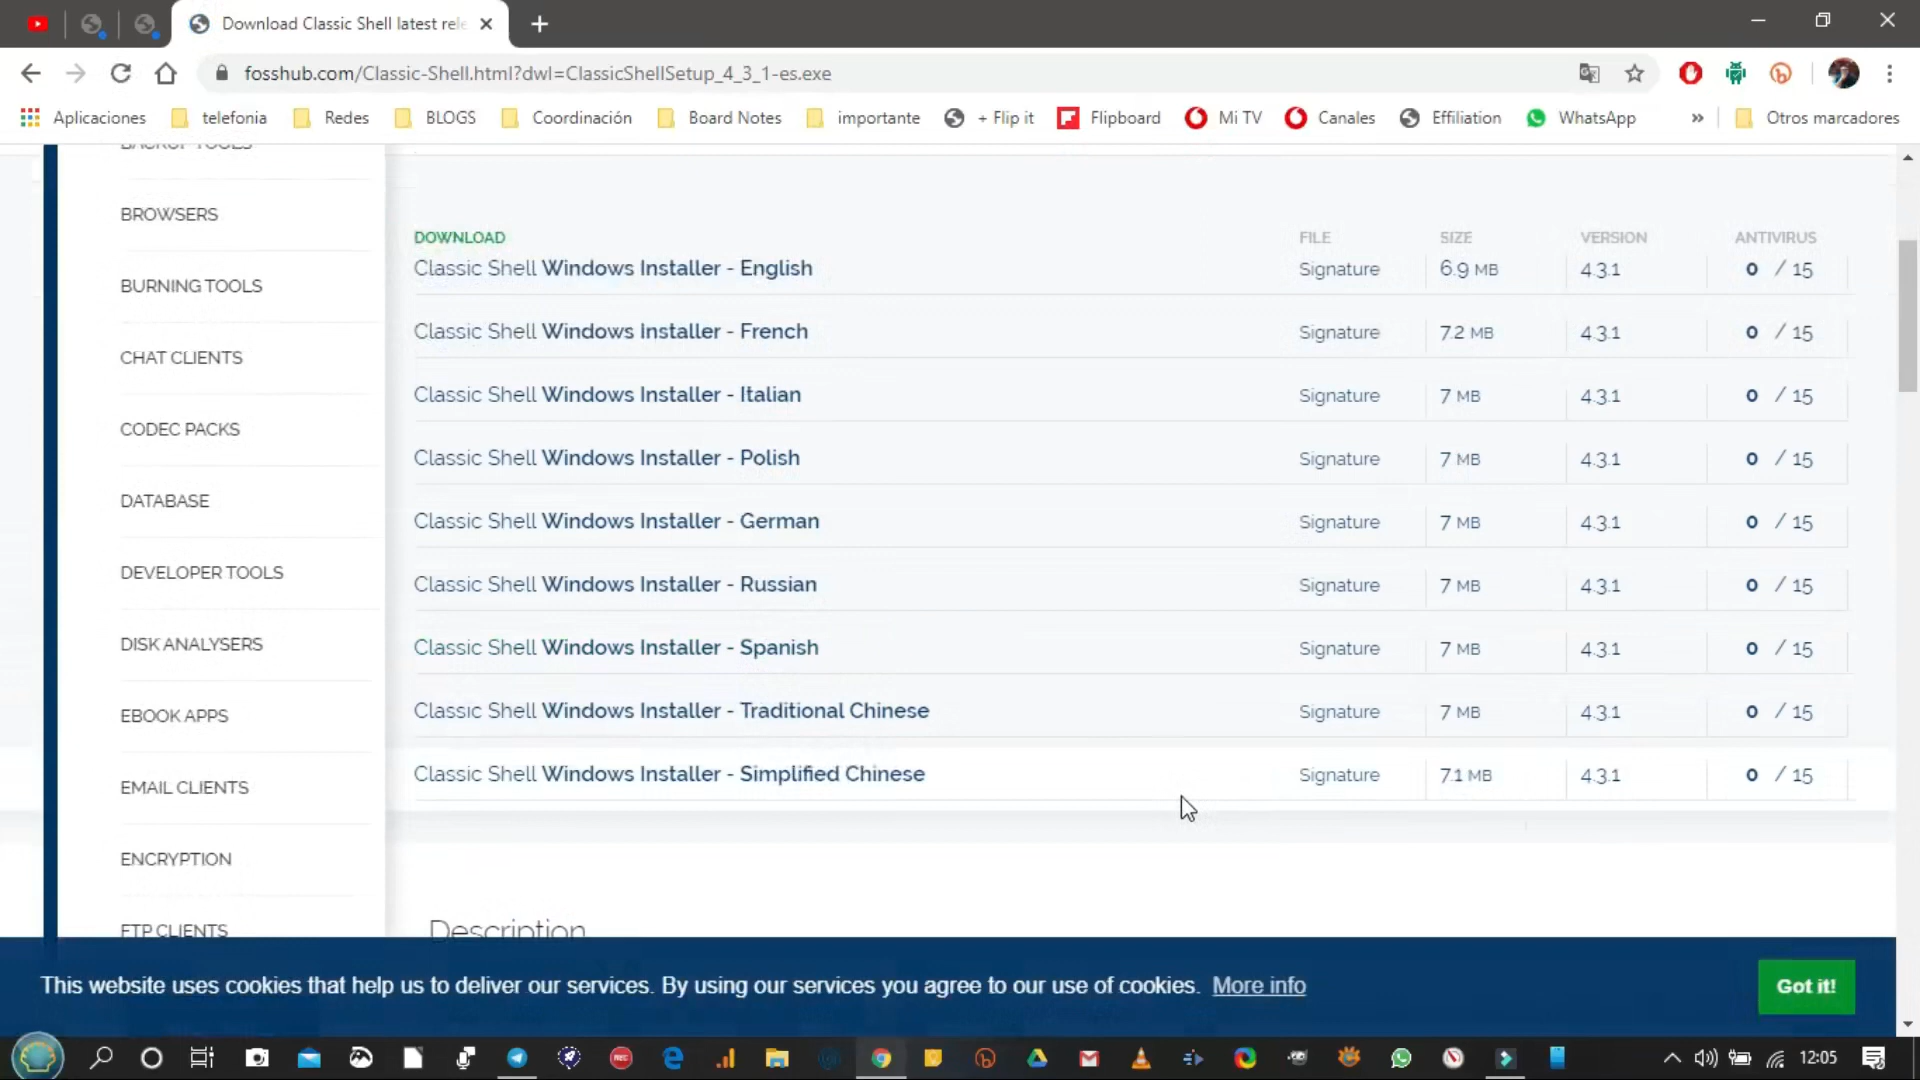 Download Classic Shell latest rele
fosshub.com/Classic-Shell.html?dwl=ClassicShellSetup_4_3_1-es.exe
Aplicaciones telefonia Redes BLOGS Coordinación Board Notes importante + Flip it Flipboard Mi TV Canales Effiliation WhatsApp » Otros marcadores
BACKUP TOOLS
BROWSERS
BURNING TOOLS
CHAT CLIENTS
CODEC PACKS
DATABASE
DEVELOPER TOOLS
DISK ANALYSERS
EBOOK APPS
EMAIL CLIENTS
ENCRYPTION
FTP CLIENTS
DOWNLOAD FILE SIZE VERSION ANTIVIRUS
Classic Shell Windows Installer - English Signature 6.9 MB 4.3.1 0 / 15
Classic Shell Windows Installer - French Signature 7.2 MB 4.3.1 0 / 15
Classic Shell Windows Installer - Italian Signature 7 MB 4.3.1 0 / 15
Classic Shell Windows Installer - Polish Signature 7 MB 4.3.1 0 / 15
Classic Shell Windows Installer - German Signature 7 MB 4.3.1 0 / 15
Classic Shell Windows Installer - Russian Signature 7 MB 4.3.1 0 / 15
Classic Shell Windows Installer - Spanish Signature 7 MB 4.3.1 0 / 15
Classic Shell Windows Installer - Traditional Chinese Signature 7 MB 4.3.1 0 / 15
Classic Shell Windows Installer - Simplified Chinese Signature 7.1 MB 4.3.1 0 / 15
Description
This website uses cookies that help us to deliver our services. By using our services you agree to our use of cookies. More info Got it!
REC 12:05